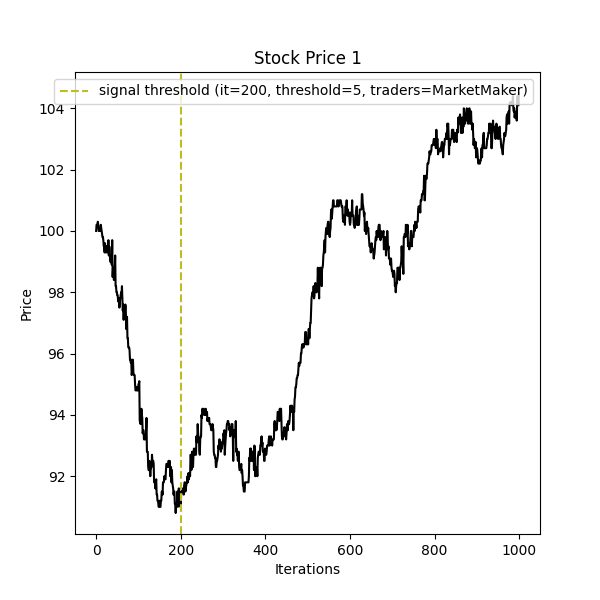 Stock Price 1
signal threshold (it=200, threshold=5, traders=MarketMaker)
104
102
100
98
96
94
92
Price
0 200 400 600 800 1000
Iterations